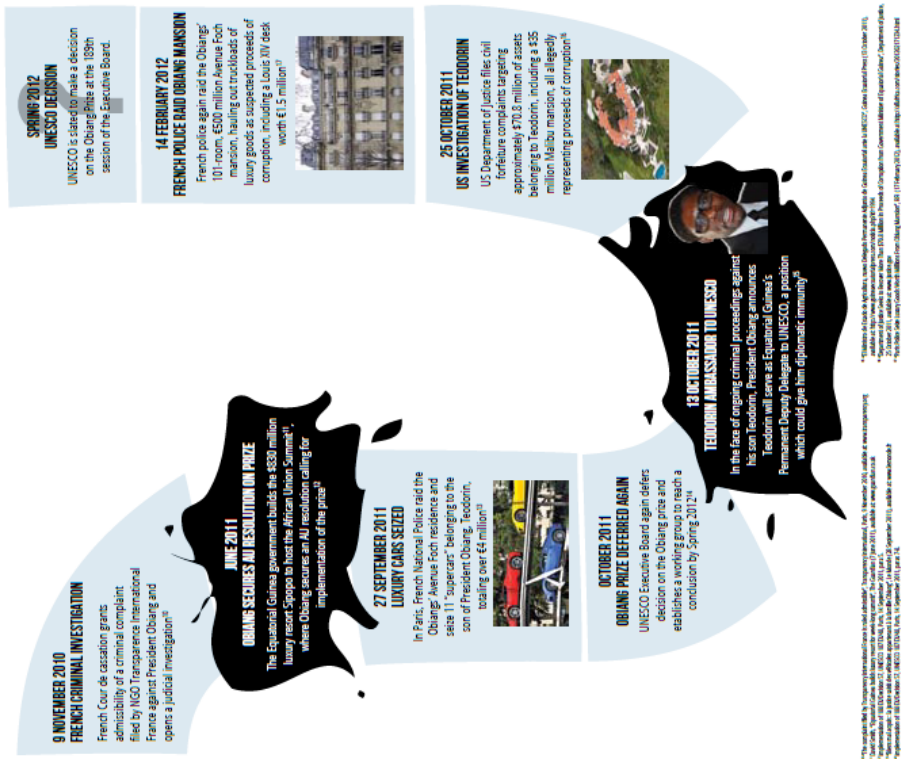 9 NOVEMBER 2010
FRENCH CRIMINAL INVESTIGATION
French Cour de cassation grants
admissibility of a criminal complaint
filed by NGO Transparence International
France against President Obiang and
opens a judicial investigation¹⁰
JUNE 2011
OBIANG SECURES AU RESOLUTION ON PRIZE
The Equatorial Guinea government builds the $830 million
luxury resort Sipopo to host the African Union Summit¹¹,
where Obiang secures an AU resolution calling for
implementation of the prize¹²
27 SEPTEMBER 2011
LUXURY CARS SEIZED
In Paris, French National Police raid the
Obiangs' Avenue Foch residence and
seize 11 "supercars" belonging to the
son of President Obiang, Teodorin,
totaling over €4 million¹³
OCTOBER 2011
OBIANG PRIZE DEFERRED AGAIN
UNESCO Executive Board again defers
decision on the Obiang prize and
establishes a working group to reach a
conclusion by Spring 2012¹⁴
13 OCTOBER 2011
TEODORIN AMBASSADOR TO UNESCO
In the face of ongoing criminal proceedings against
his son Teodorin, President Obiang announces
Teodorin will serve as Equatorial Guinea's
Permanent Deputy Delegate to UNESCO, a position
which could give him diplomatic immunity¹⁵
25 OCTOBER 2011
US INVESTIGATION OF TEODORIN
US Department of Justice files civil
forfeiture complaints targeting
approximately $70.8 million of assets
belonging to Teodorin, including a $35
million Malibu mansion, all allegedly
representing proceeds of corruption¹⁶
14 FEBRUARY 2012
FRENCH POLICE RAID OBIANG MANSION
French police again raid the Obiangs'
101-room, €500 million Avenue Foch
mansion, hauling out truckloads of
luxury goods as suspected proceeds of
corruption, including a Louis XIV desk
worth €1.5 million¹⁷
?
SPRING 2012
UNESCO DECISION
UNESCO is slated to make a decision
on the Obiang Prize at the 189th
session of the Executive Board.